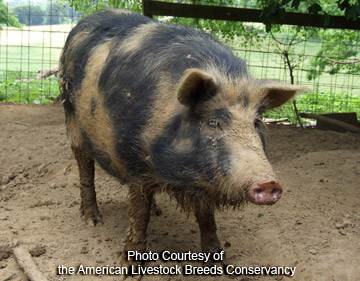 Photo Courtesy of
the American Livestock Breeds Conservancy